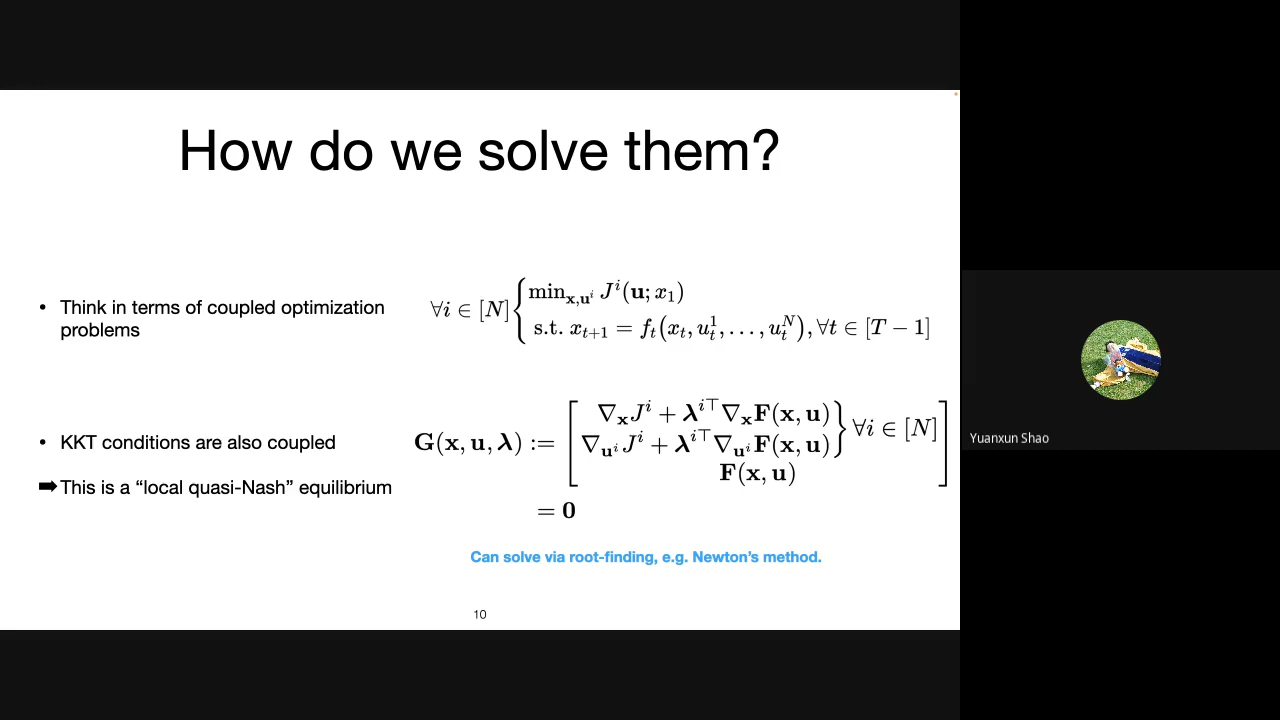 How do we solve them?
• Think in terms of coupled optimization
problems
∀i ∈ [N] { min_{𝐱,𝐮^i} J^i(𝐮; x_1)
s.t. x_{t+1} = f_t(x_t, u_t^1, . . . , u_t^N), ∀t ∈ [T − 1]
• KKT conditions are also coupled
➡ This is a “local quasi-Nash” equilibrium
𝐆(𝐱, 𝐮, 𝛌) := [ ∇_𝐱 J^i + 𝛌^{i⊤} ∇_𝐱 𝐅(𝐱, 𝐮)
∇_{𝐮^i} J^i + 𝛌^{i⊤} ∇_{𝐮^i} 𝐅(𝐱, 𝐮) } ∀i ∈ [N]
𝐅(𝐱, 𝐮) ]
= 𝟎
Can solve via root-finding, e.g. Newton’s method.
10
Yuanxun Shao